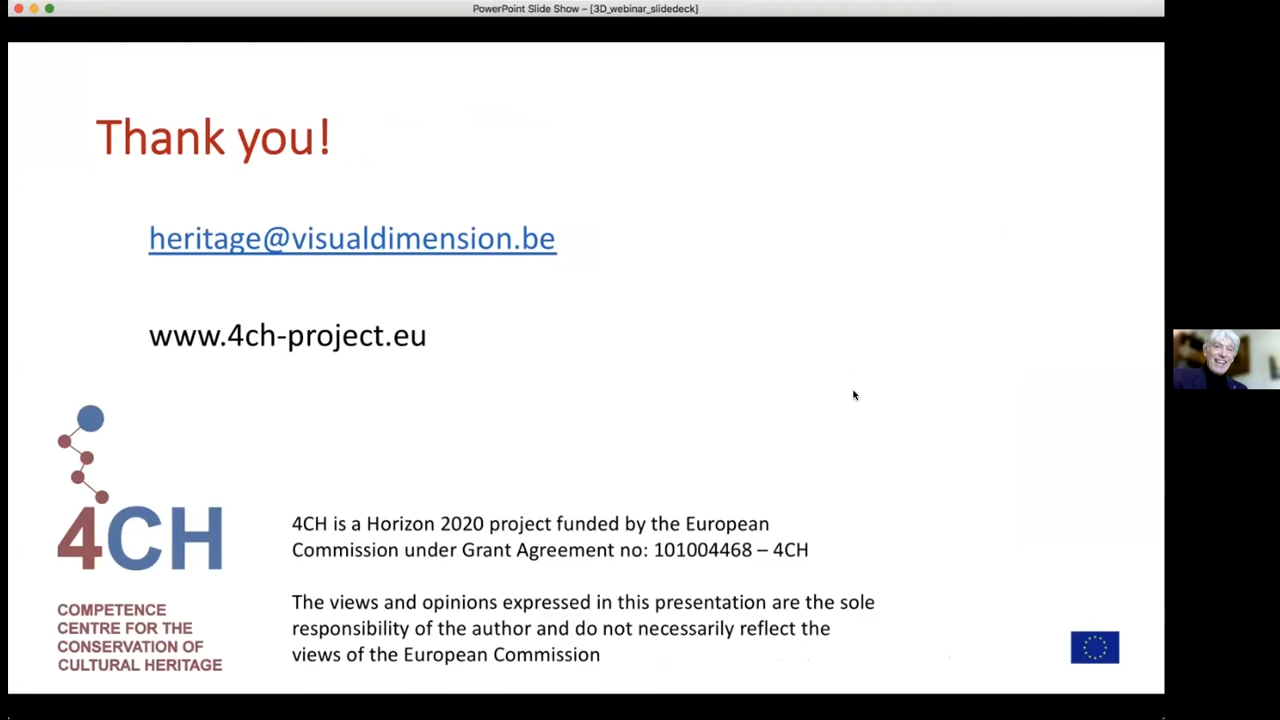 PowerPoint Slide Show – [3D_webinar_slidedeck]
Thank you!
heritage@visualdimension.be
www.4ch-project.eu
4CH
COMPETENCE
CENTRE FOR THE
CONSERVATION OF
CULTURAL HERITAGE
4CH is a Horizon 2020 project funded by the European
Commission under Grant Agreement no: 101004468 – 4CH
The views and opinions expressed in this presentation are the sole
responsibility of the author and do not necessarily reflect the
views of the European Commission